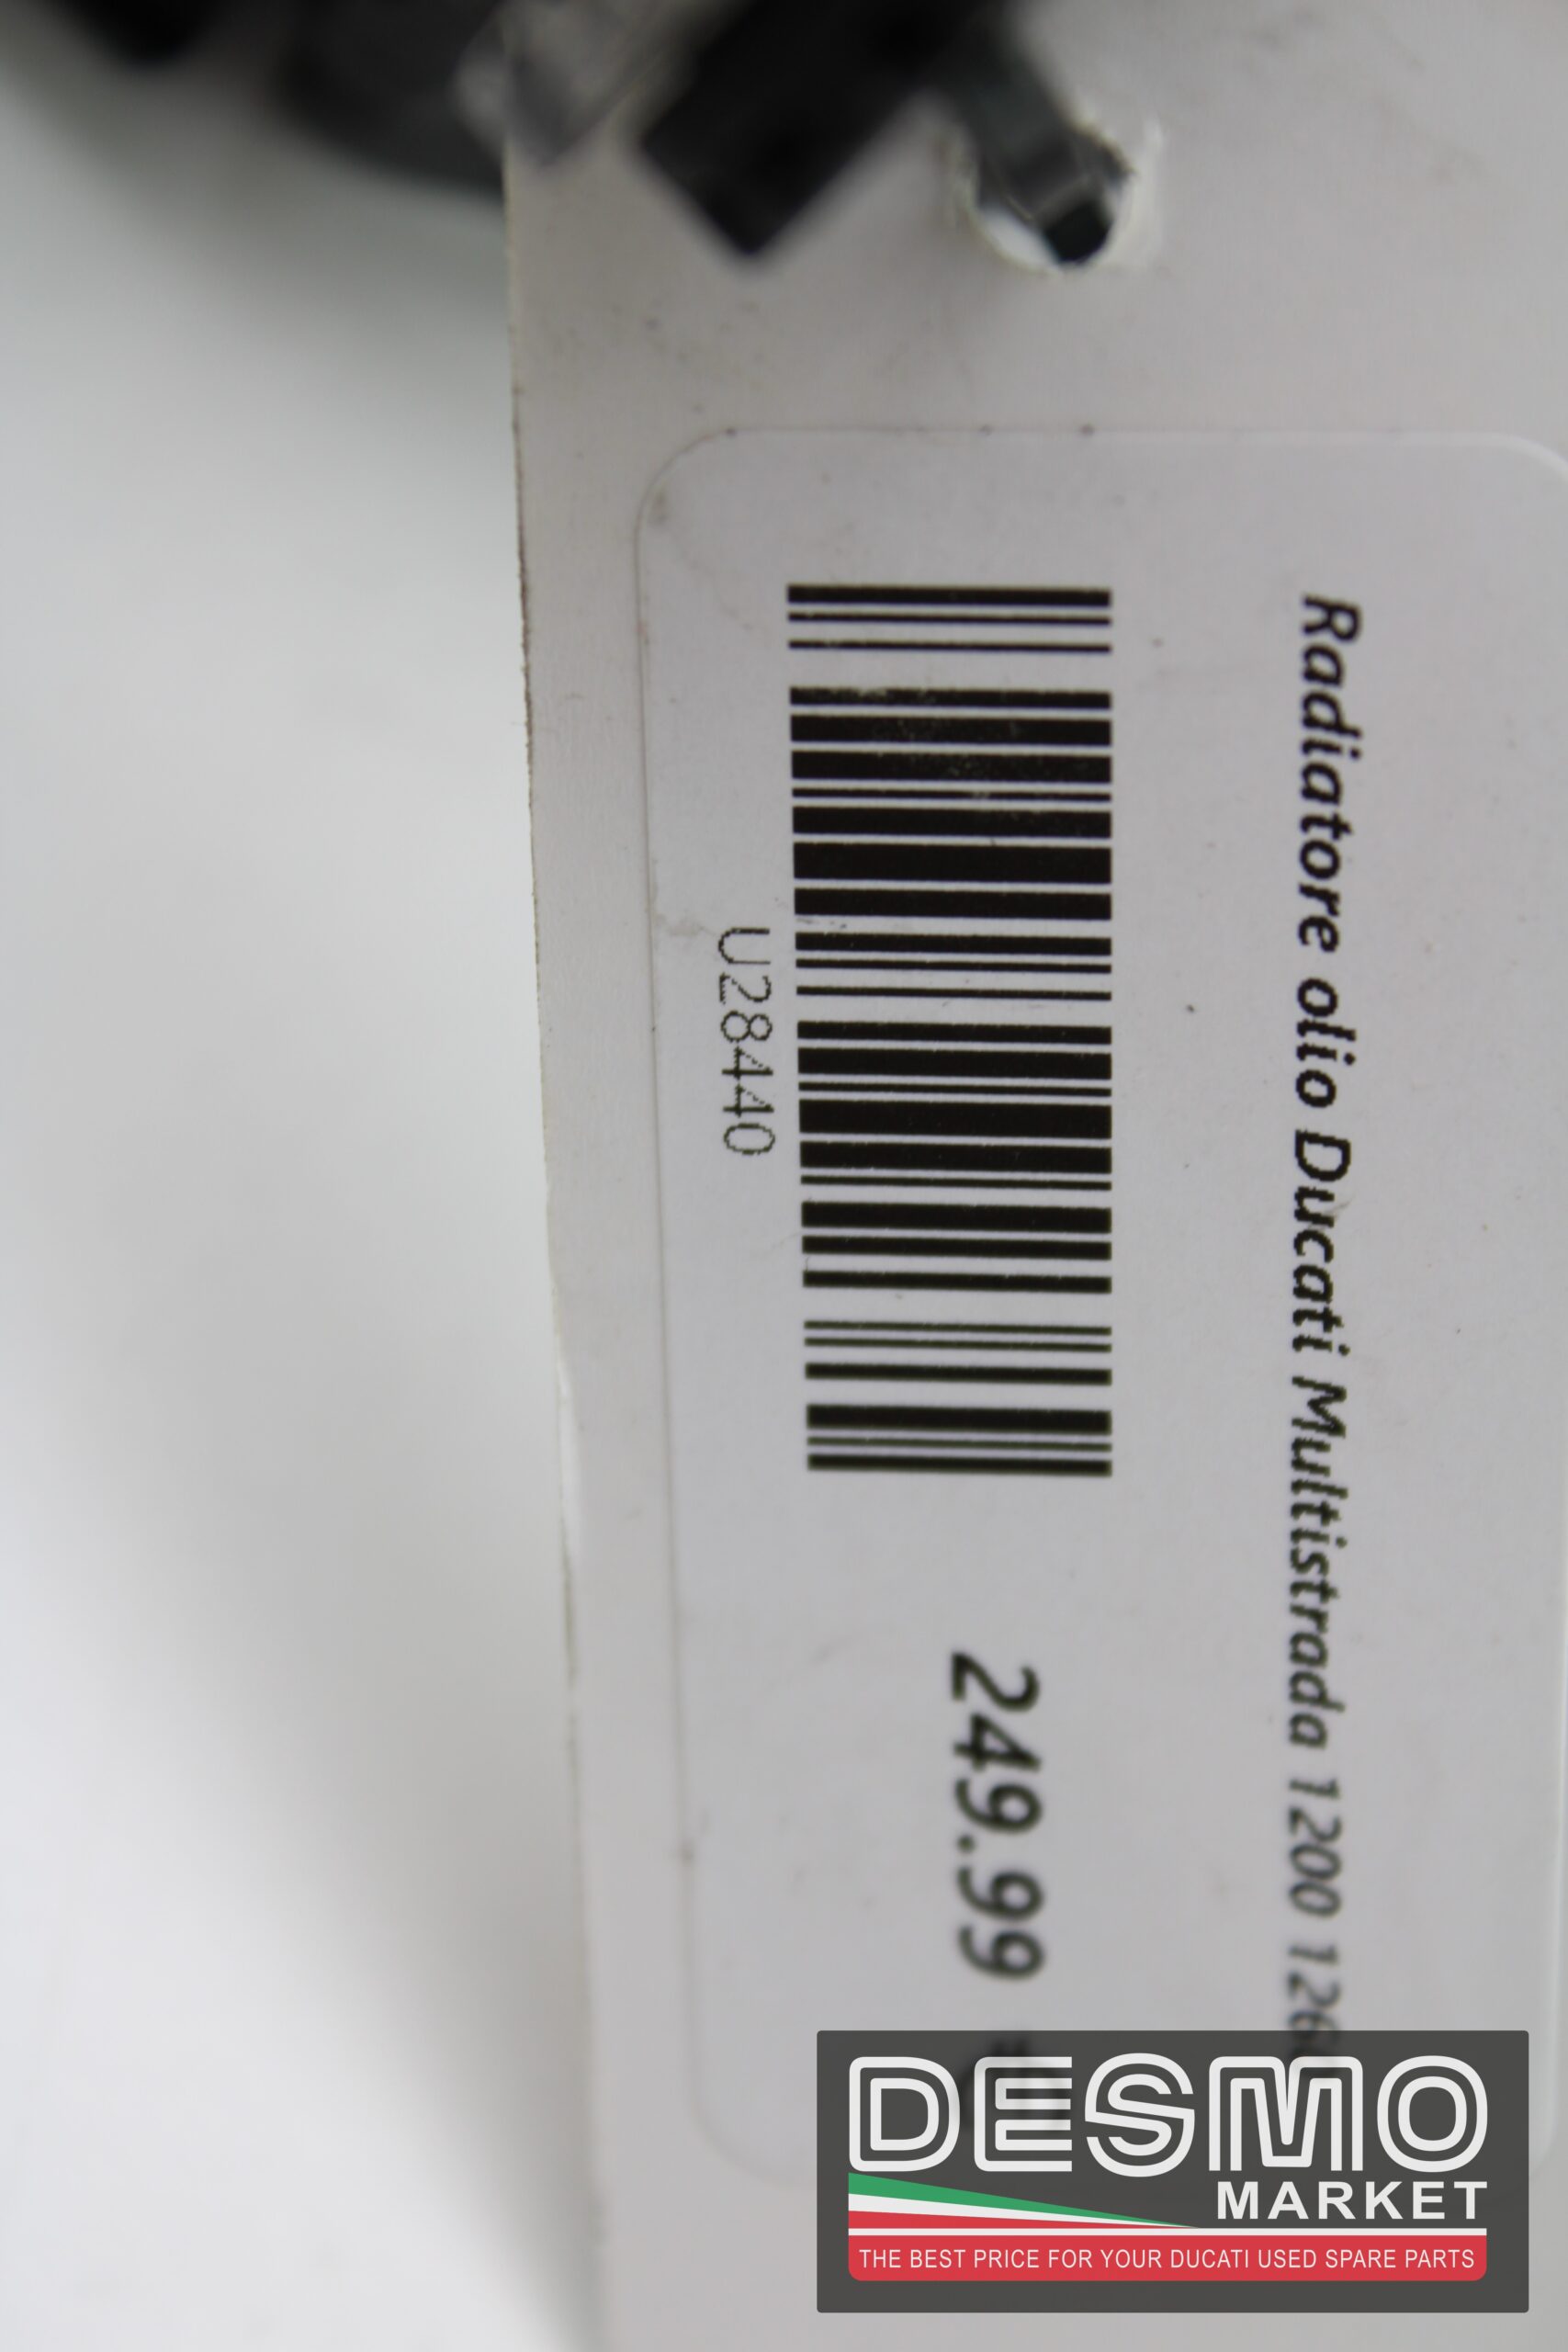 Radiatore olio Ducati Multistrada 1200
U28440
249.99
DESMO
MARKET
THE BEST PRICE FOR YOUR DUCATI USED SPARE PARTS